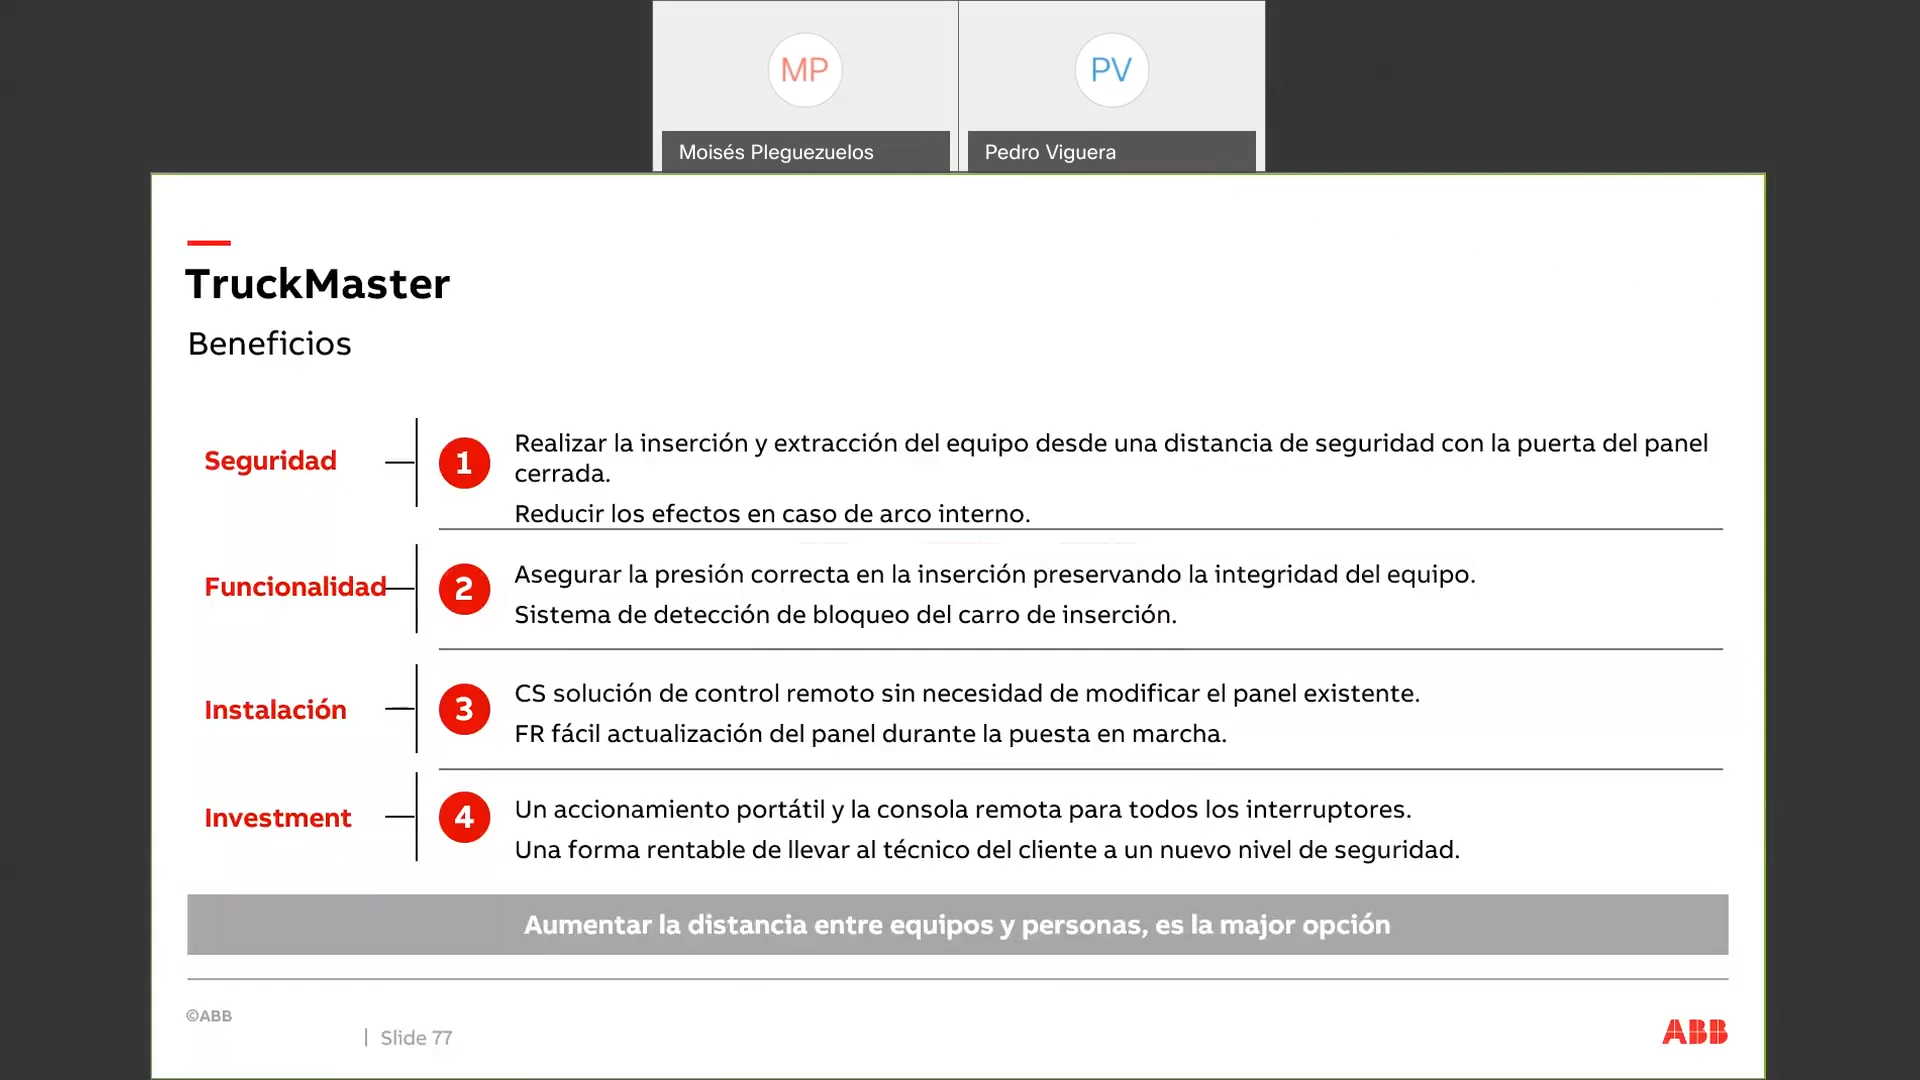 MP
PV
Moisés Pleguezuelos
Pedro Viguera
TruckMaster
Beneficios
Seguridad
1
Realizar la inserción y extracción del equipo desde una distancia de seguridad con la puerta del panel
cerrada.
Reducir los efectos en caso de arco interno.
Funcionalidad
2
Asegurar la presión correcta en la inserción preservando la integridad del equipo.
Sistema de detección de bloqueo del carro de inserción.
Instalación
3
CS solución de control remoto sin necesidad de modificar el panel existente.
FR fácil actualización del panel durante la puesta en marcha.
Investment
4
Un accionamiento portátil y la consola remota para todos los interruptores.
Una forma rentable de llevar al técnico del cliente a un nuevo nivel de seguridad.
Aumentar la distancia entre equipos y personas, es la major opción
©ABB
| Slide 77
ABB